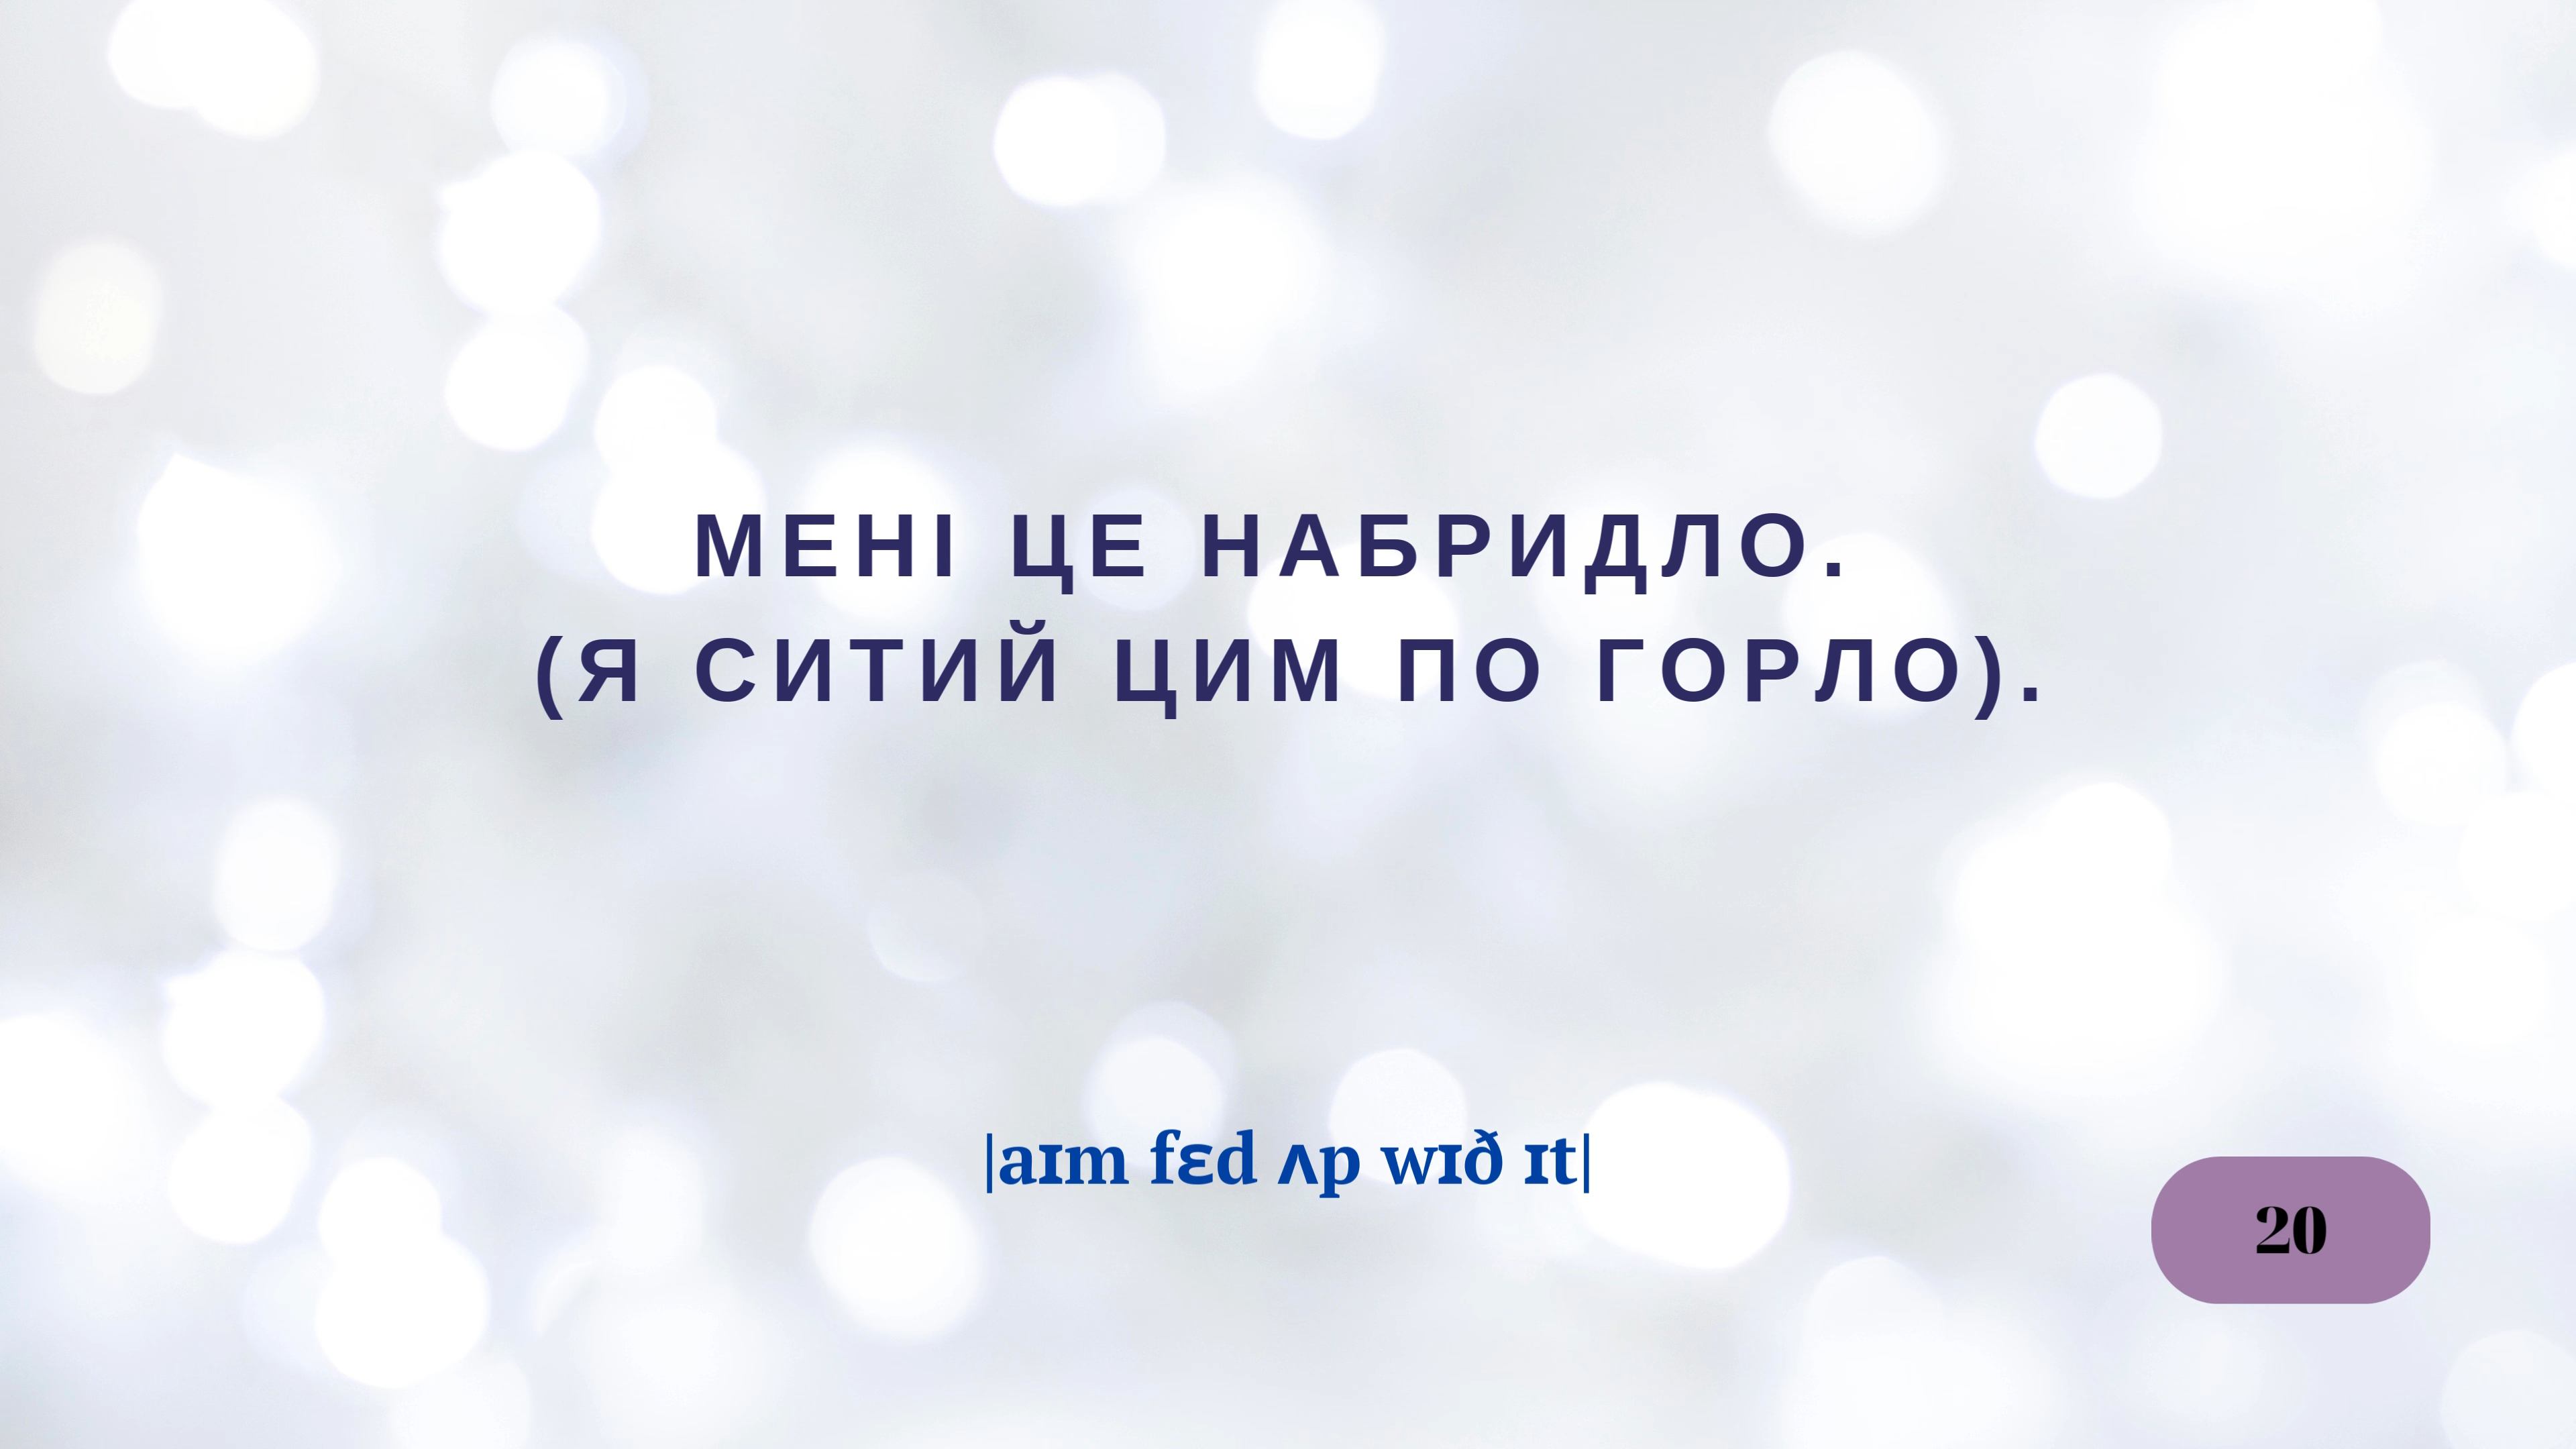 МЕНІ ЦЕ НАБРИДЛО.
(Я СИТИЙ ЦИМ ПО ГОРЛО).
|aɪm fɛd ʌp wɪð ɪt|
20